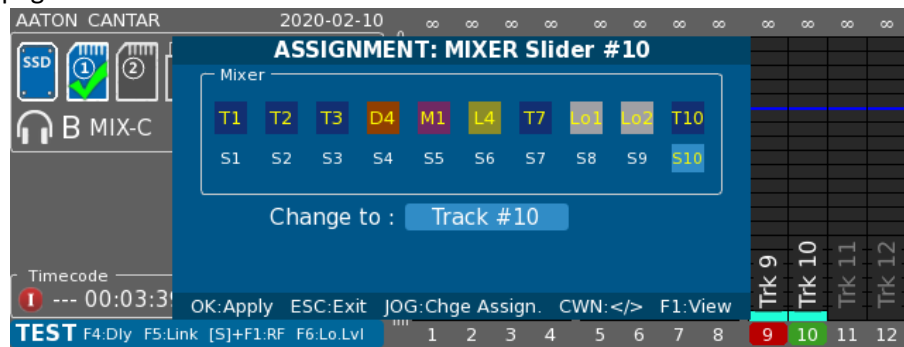 AATON CANTAR 2020-02-10 ∞ ∞ ∞ ∞ ∞ ∞ ∞ ∞ ∞ ∞ ∞ ∞
ASSIGNMENT: MIXER Slider #10
SSD 1 2
Mixer
T1 T2 T3 D4 M1 L4 T7 Lo1 Lo2 T10
B MIX-C
S1 S2 S3 S4 S5 S6 S7 S8 S9 S10
Change to : Track #10
Trk 9 Trk 10 Trk 11 Trk 12
Timecode
I --- 00:03:3
OK:Apply ESC:Exit JOG:Chge Assign. CWN:</> F1:View
TEST F4:Dly F5:Link [S]+F1:RF F6:Lo.Lvl 1 2 3 4 5 6 7 8 9 10 11 12